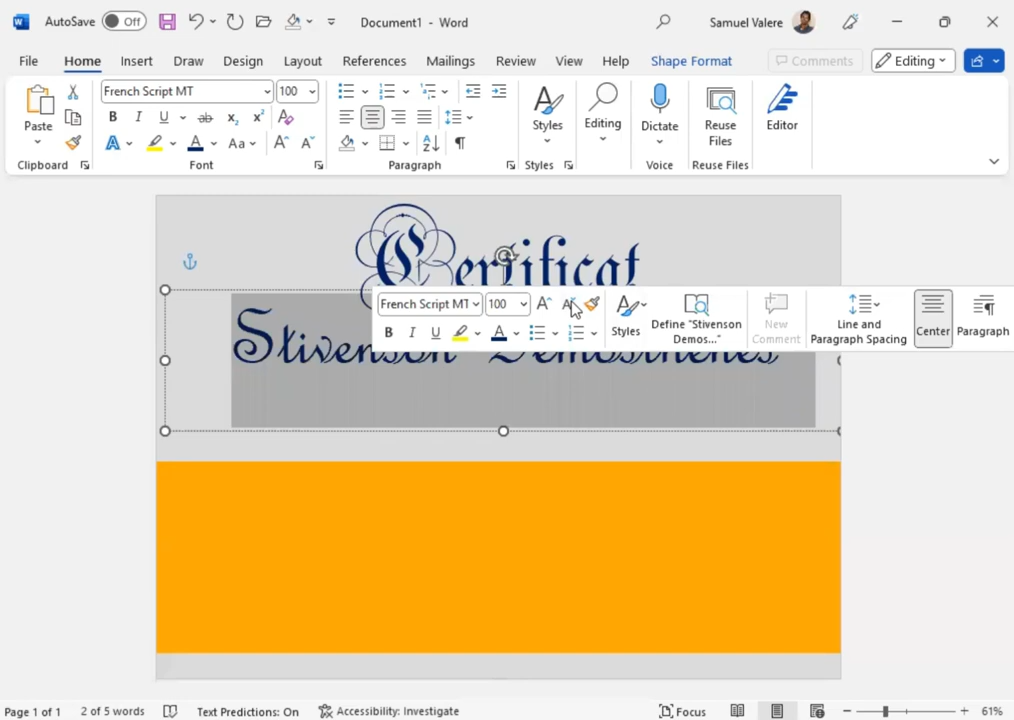 AutoSave Off Document1 - Word Samuel Valere
File Home Insert Draw Design Layout References Mailings Review View Help Shape Format Comments Editing
Paste French Script MT 100 Styles Editing Dictate Reuse Files Editor
Clipboard Font Paragraph Styles Voice Reuse Files
Certificat
French Script MT 100 Styles Define "Stivenson Demos..." New Comment Line and Paragraph Spacing Center Paragraph
Stivenson Demosthenes
Page 1 of 1 2 of 5 words Text Predictions: On Accessibility: Investigate Focus 61%